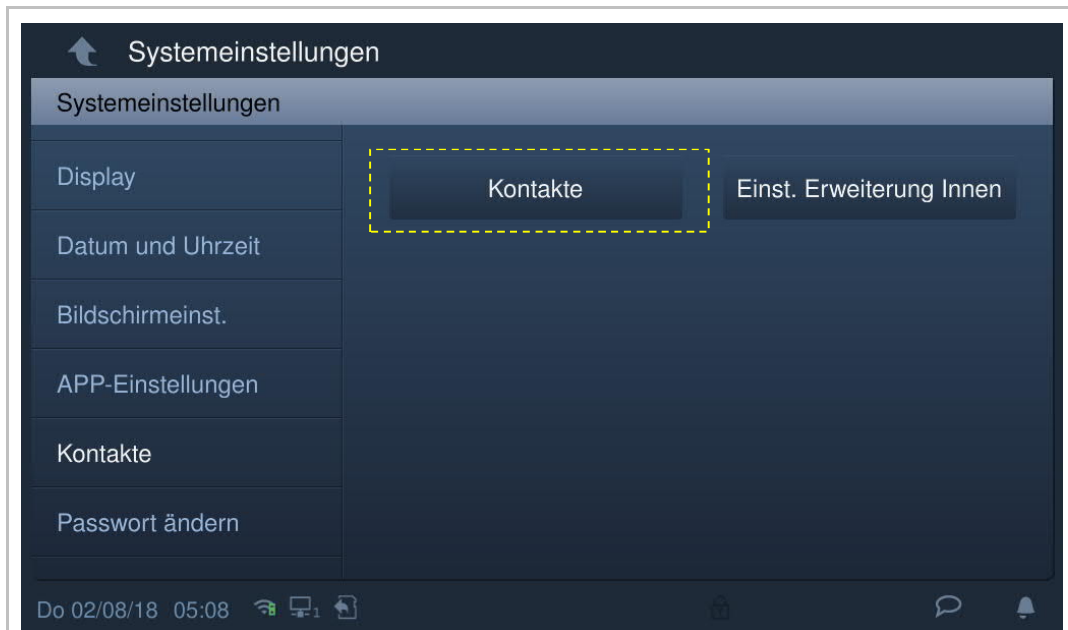 Systemeinstellungen
Systemeinstellungen
Display
Kontakte
Einst. Erweiterung Innen
Datum und Uhrzeit
Bildschirmeinst.
APP-Einstellungen
Kontakte
Passwort ändern
Do 02/08/18 05:08 1